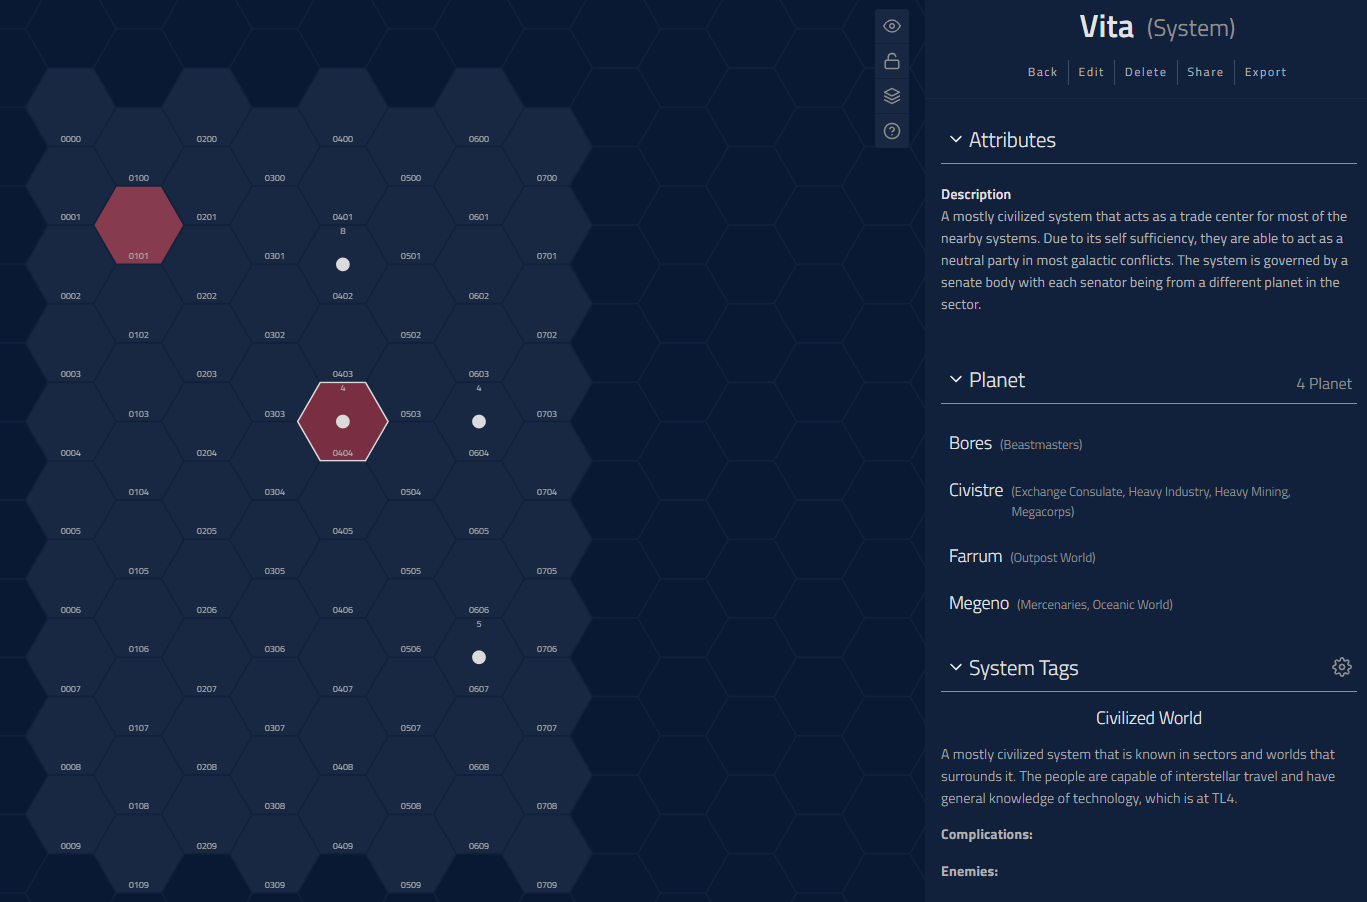 Vita (System)
Back Edit Delete Share Export
Attributes
Description
A mostly civilized system that acts as a trade center for most of the
nearby systems. Due to its self sufficiency, they are able to act as a
neutral party in most galactic conflicts. The system is governed by a
senate body with each senator being from a different planet in the
sector.
Planet 4 Planet
Bores (Beastmasters)
Civistre (Exchange Consulate, Heavy Industry, Heavy Mining,
Megacorps)
Farrum (Outpost World)
Megeno (Mercenaries, Oceanic World)
System Tags
Civilized World
A mostly civilized system that is known in sectors and worlds that
surrounds it. The people are capable of interstellar travel and have
general knowledge of technology, which is at TL4.
Complications:
Enemies:
0000 0200 0400 0600
0100 0300 0500 0700
0001 0201 0401 0601
8
0101 0301 0501 0701
0002 0202 0402 0602
0102 0302 0502 0702
0003 0203 0403 0603
4 4
0103 0303 0503 0703
0004 0204 0404 0604
0104 0304 0504 0704
0005 0205 0405 0605
0105 0305 0505 0705
0006 0206 0406 0606
5
0106 0306 0506 0706
0007 0207 0407 0607
0107 0307 0507 0707
0008 0208 0408 0608
0108 0308 0508 0708
0009 0209 0409 0609
0109 0309 0509 0709